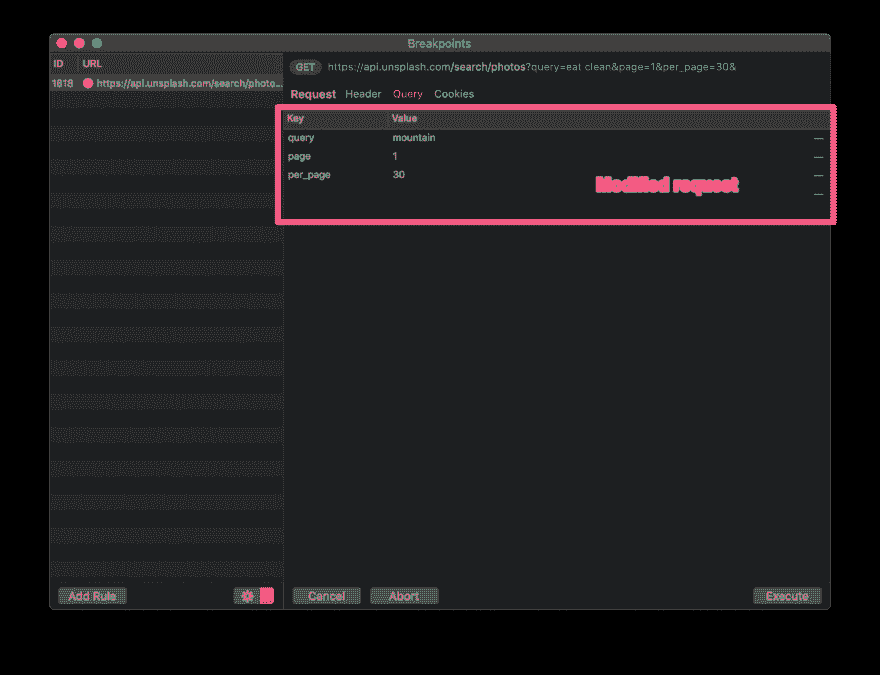 Breakpoints
ID URL
1618 https://api.unsplash.com/search/photo...
GET https://api.unsplash.com/search/photos?query=eat clean&page=1&per_page=30&
Request Header Query Cookies
Key Value
query mountain
page 1
per_page 30
Modified request
Add Rule Cancel Abort Execute